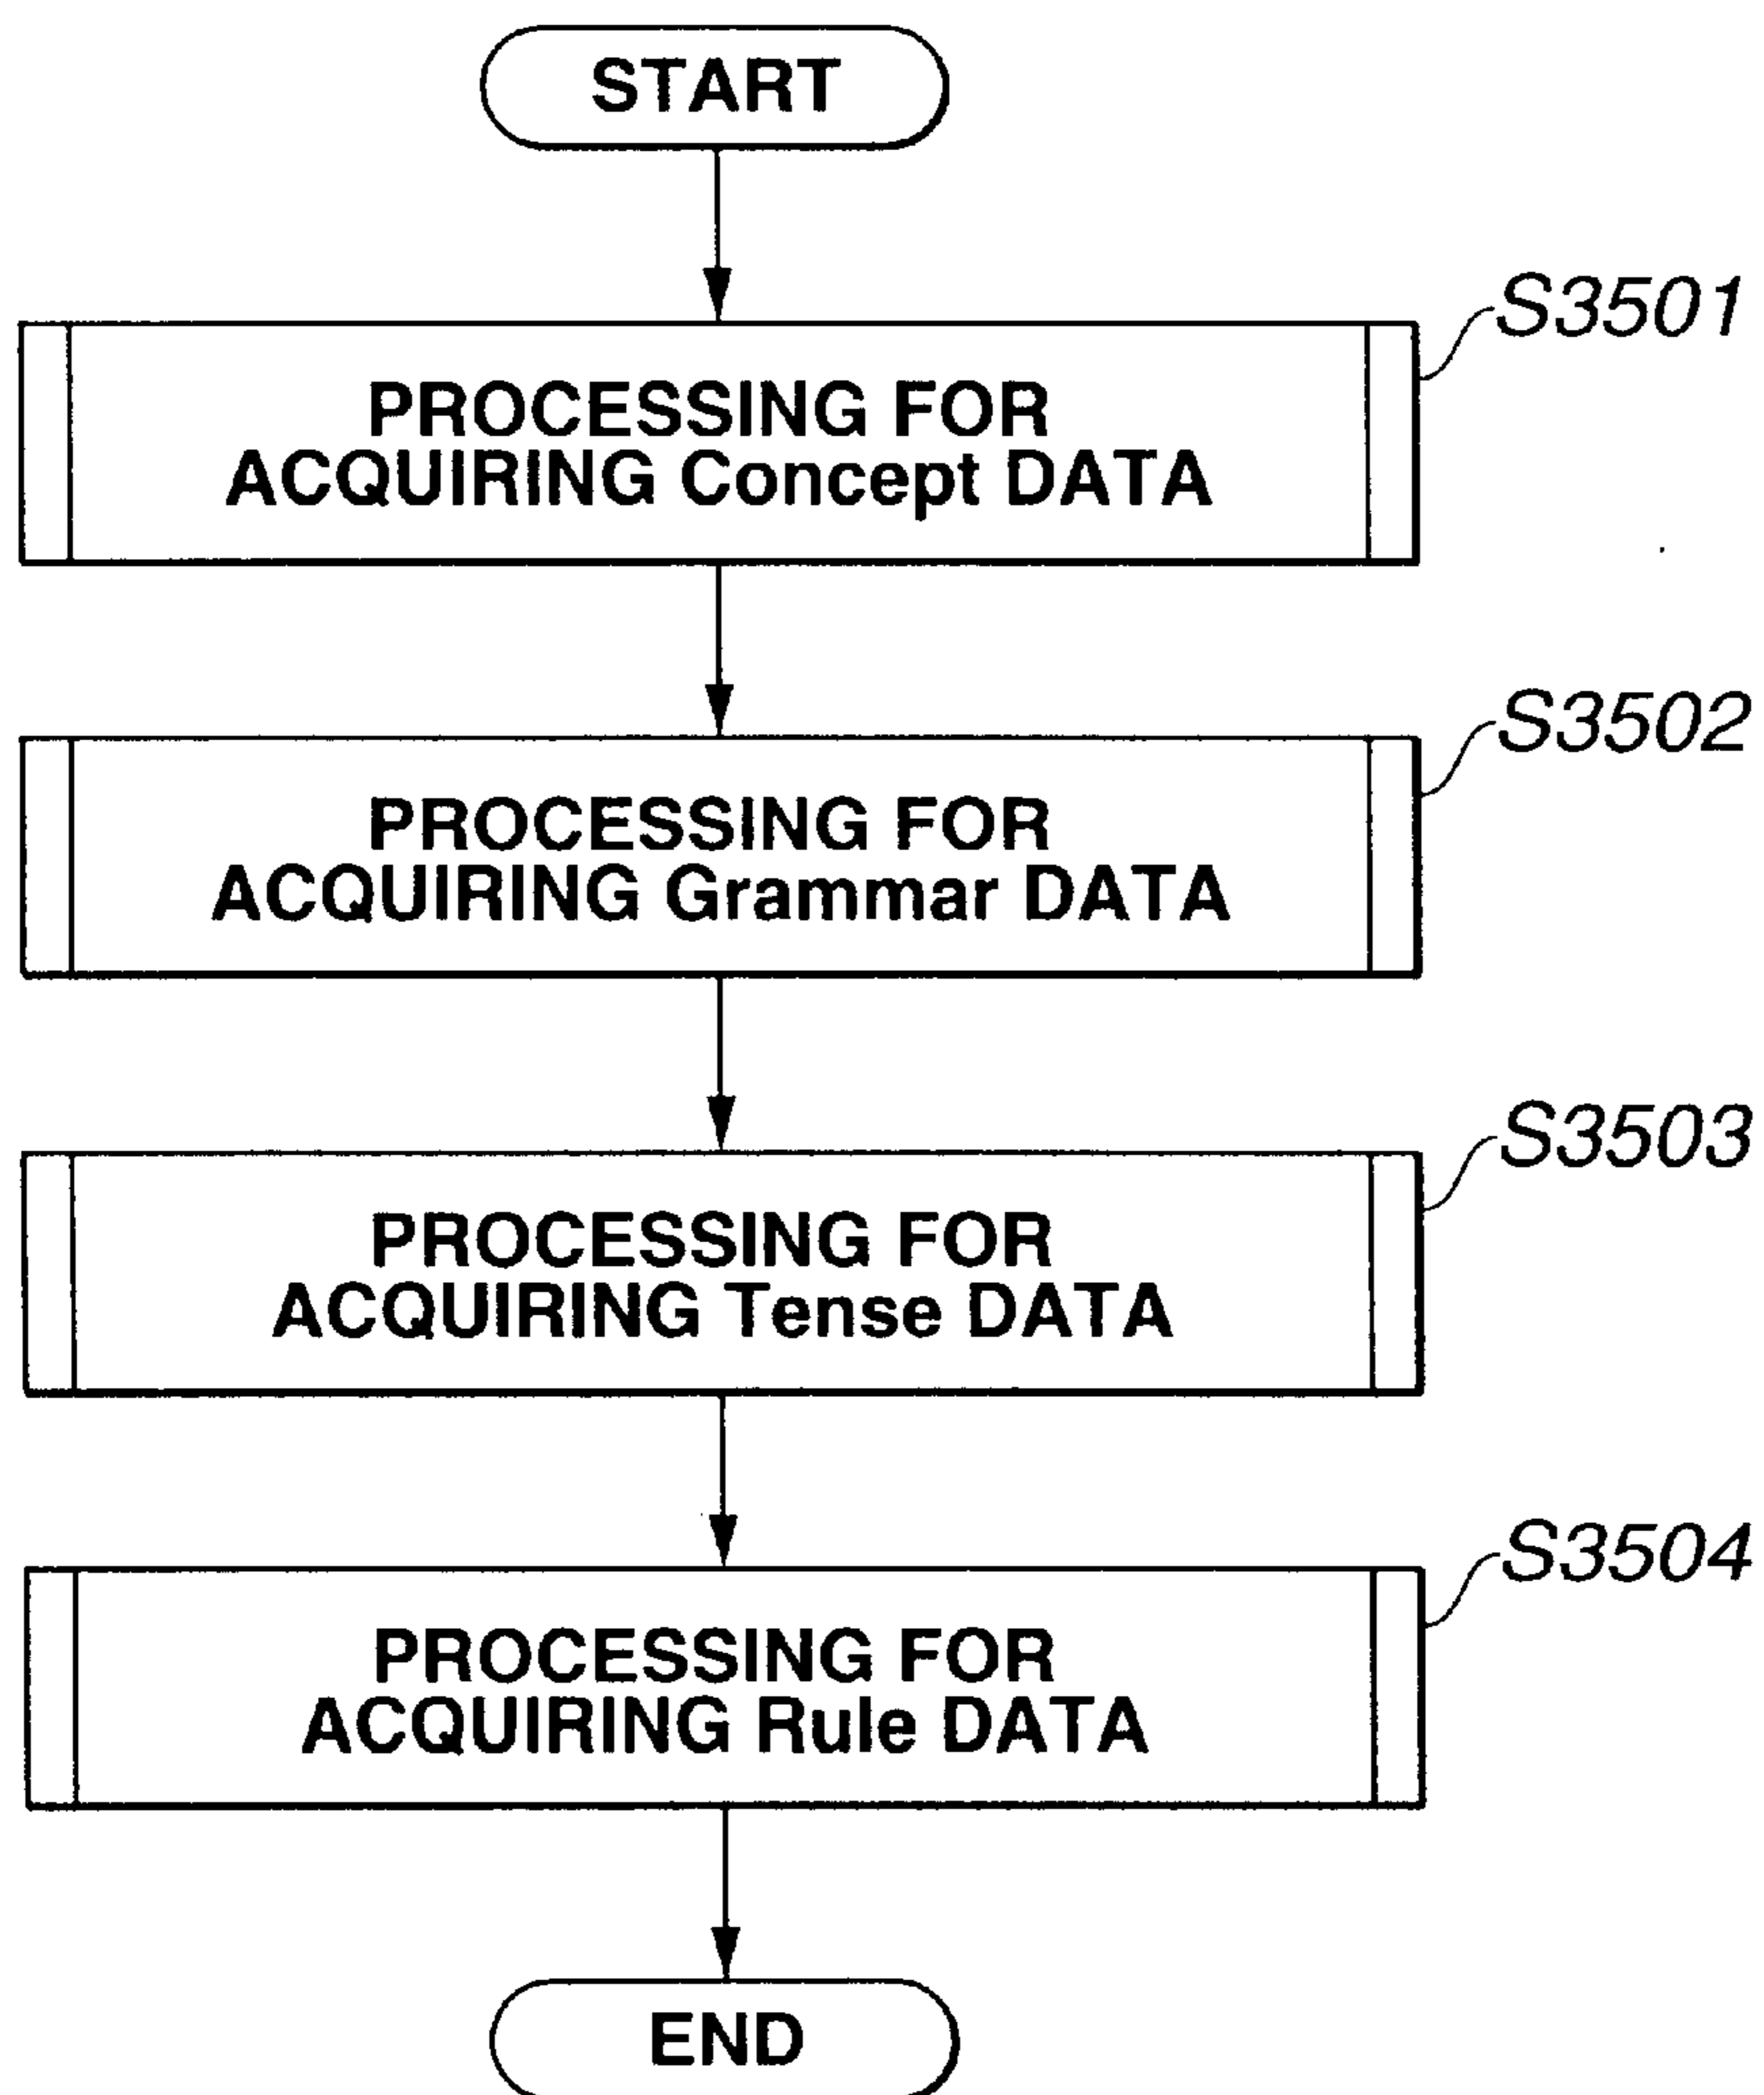 START
S3501
PROCESSING FOR
ACQUIRING Concept DATA
S3502
PROCESSING FOR
ACQUIRING Grammar DATA
S3503
PROCESSING FOR
ACQUIRING Tense DATA
S3504
PROCESSING FOR
ACQUIRING Rule DATA
END